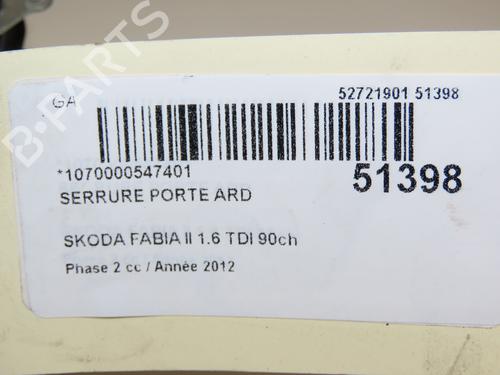 GA
52721901 51398
*1070000547401
51398
SERRURE PORTE ARD
SKODA FABIA II 1.6 TDI 90ch
Phase 2 cc / Année 2012
B-PARTS